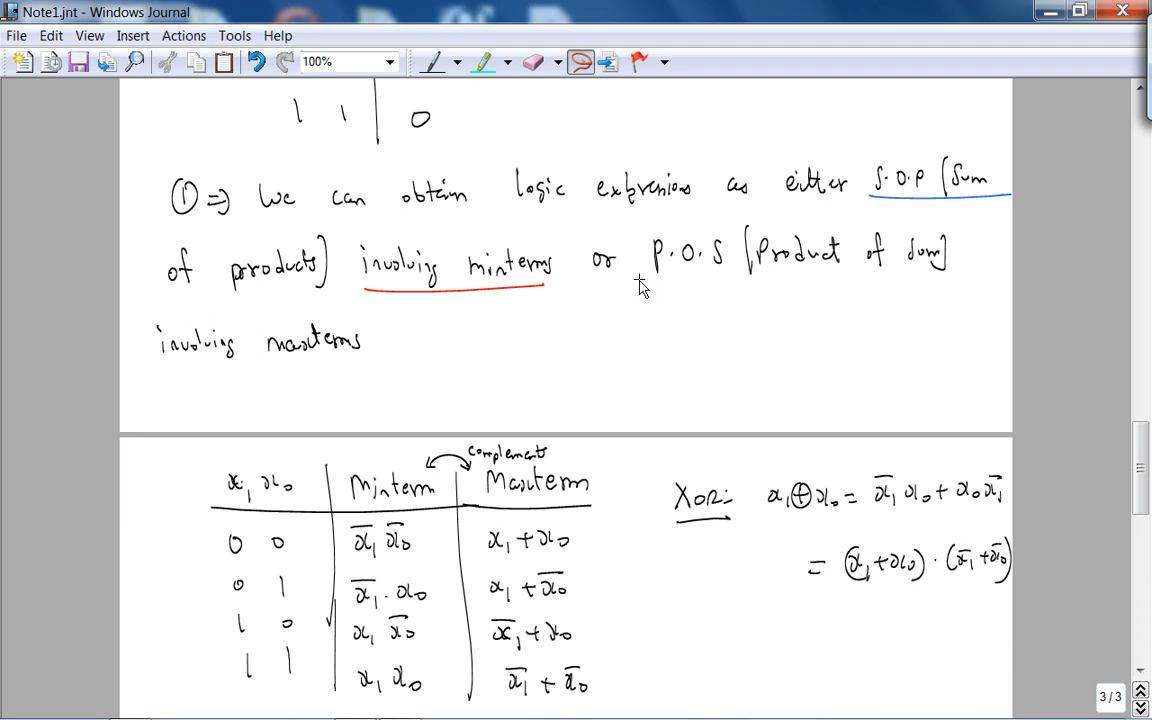 Note1.jnt - Windows Journal
File Edit View Insert Actions Tools Help
100%
1 1 0
① ⇒ We can obtain logic expressions as either S.O.P [Sum
of products] involving minterms or P.O.S [Product of Sum]
involving maxterms
complements
x₁ x₀ Minterm Maxterm
0 0 x̅₁ x̅₀ x₁ + x₀
0 1 x̅₁ . x₀ x₁ + x̅₀
1 0 x₁ x̅₀ x̅₁ + x₀
1 1 x₁ x₀ x̅₁ + x̅₀
XOR:- x₁ ⊕ x₀ = x̅₁ x₀ + x₀ x̅₁
= (x₁ + x₀) . (x̅₁ + x̅₀)
3/3